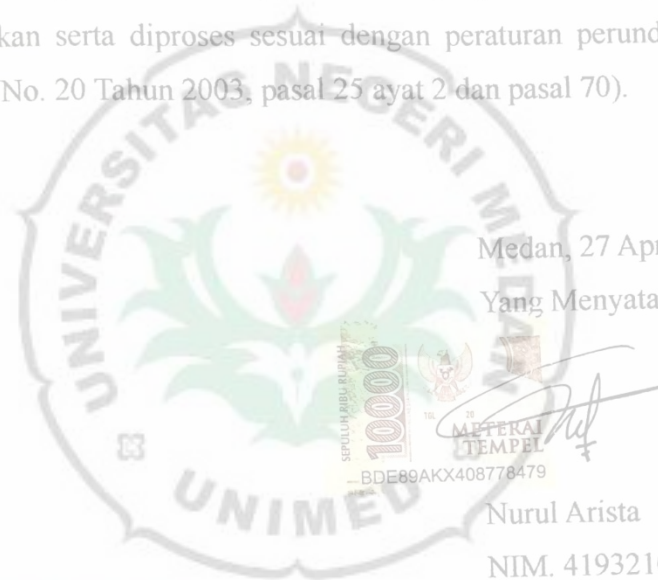 kan serta diproses sesuai dengan peraturan perund
No. 20 Tahun 2003, pasal 25 ayat 2 dan pasal 70).
UNIVERSITAS NEGERI MEDAN
Medan, 27 Apr
Yang Menyata
SEPULUH RIBU RUPIAH
10000
TGL. 20
METERAI
TEMPEL
BDE89AKX408778479
UNIMED
Nurul Arista
NIM. 419321